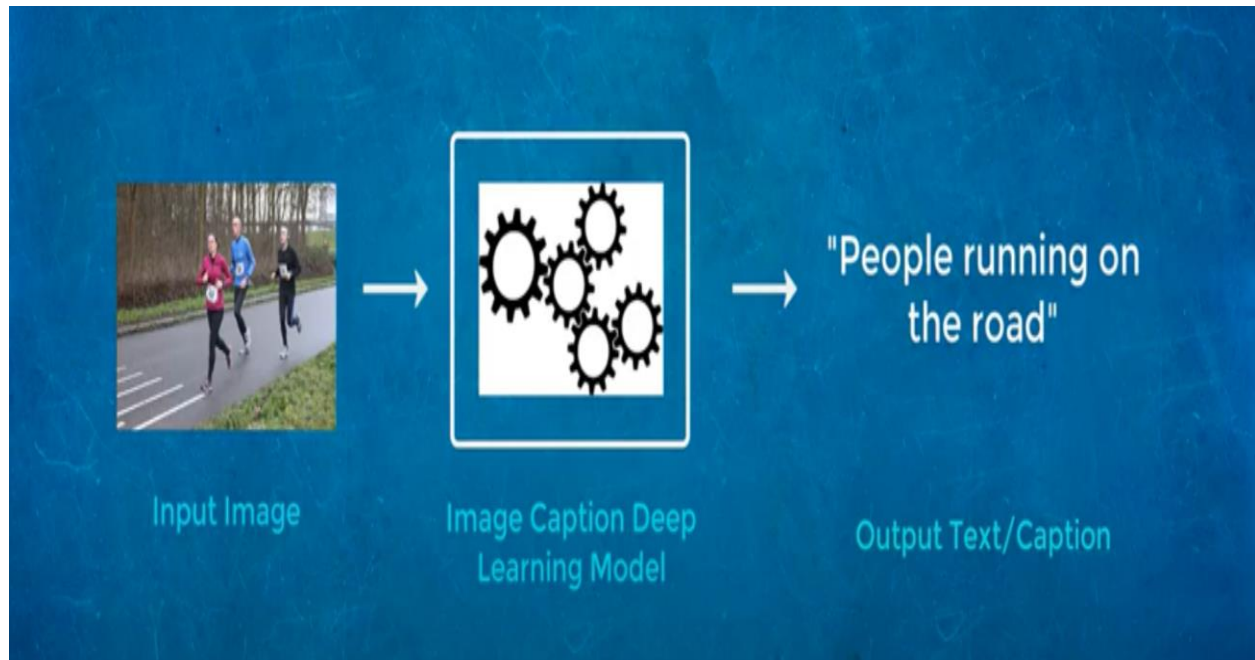 "People running on
the road"
Input Image
Image Caption Deep
Learning Model
Output Text/Caption